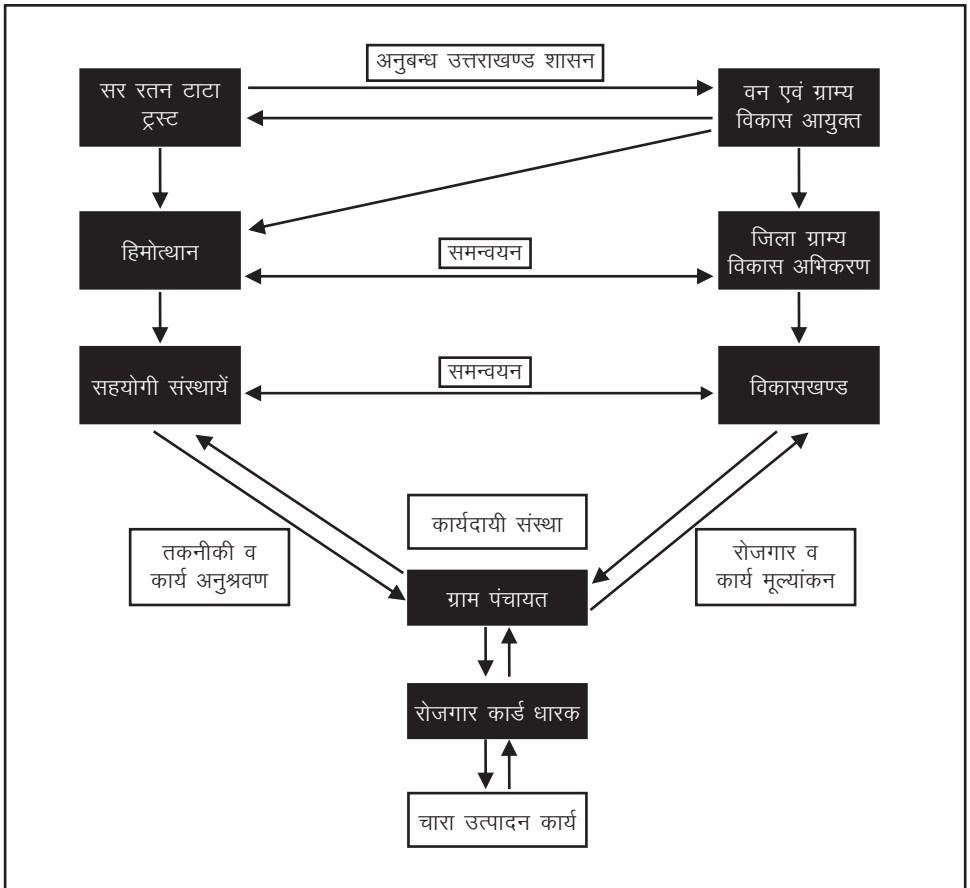 अनुबन्ध उत्तराखण्ड शासन
सर रतन टाटा
ट्रस्ट
वन एवं ग्राम्य
विकास आयुक्त
हिमोत्थान
समन्वयन
जिला ग्राम्य
विकास अभिकरण
सहयोगी संस्थायें
समन्वयन
विकासखण्ड
तकनीकी व
कार्य अनुश्रवण
कार्यदायी संस्था
रोजगार व
कार्य मूल्यांकन
ग्राम पंचायत
रोजगार कार्ड धारक
चारा उत्पादन कार्य